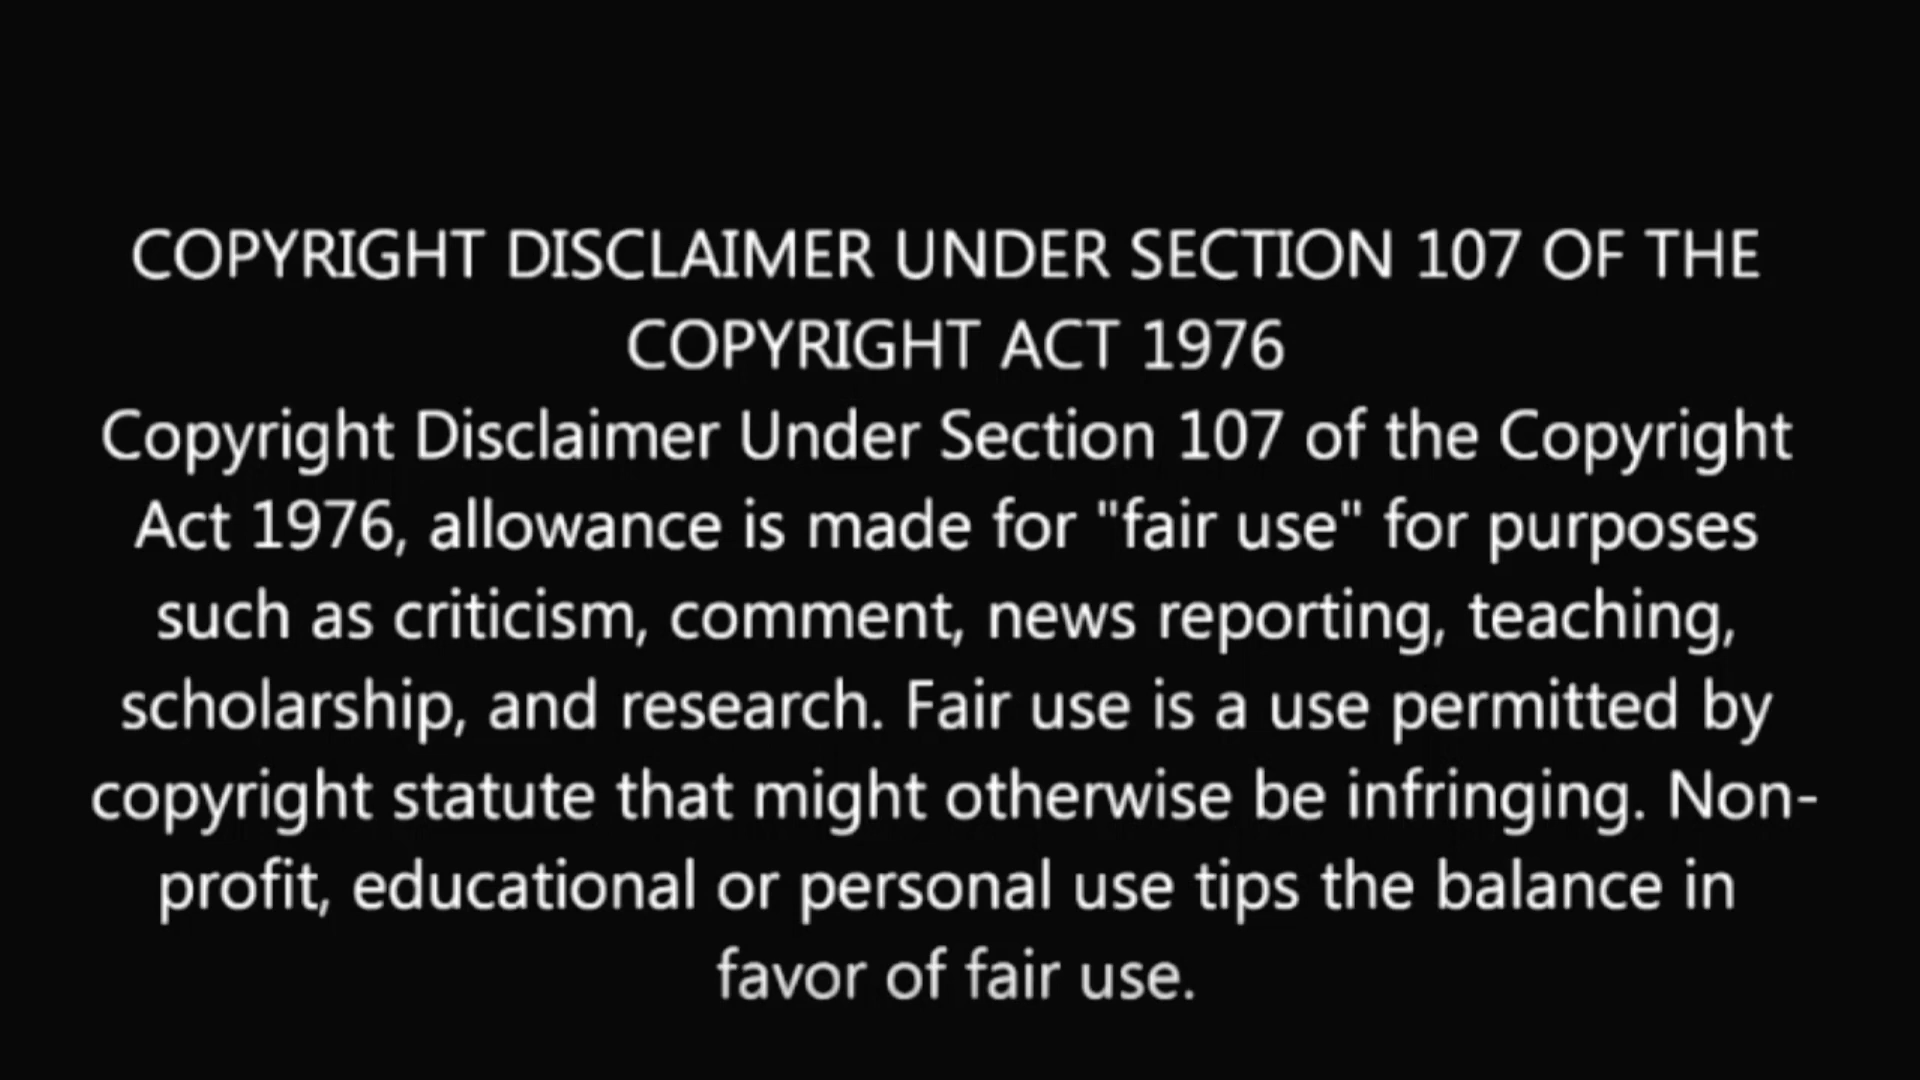 COPYRIGHT DISCLAIMER UNDER SECTION 107 OF THE
COPYRIGHT ACT 1976
Copyright Disclaimer Under Section 107 of the Copyright
Act 1976, allowance is made for "fair use" for purposes
such as criticism, comment, news reporting, teaching,
scholarship, and research. Fair use is a use permitted by
copyright statute that might otherwise be infringing. Non-
profit, educational or personal use tips the balance in
favor of fair use.